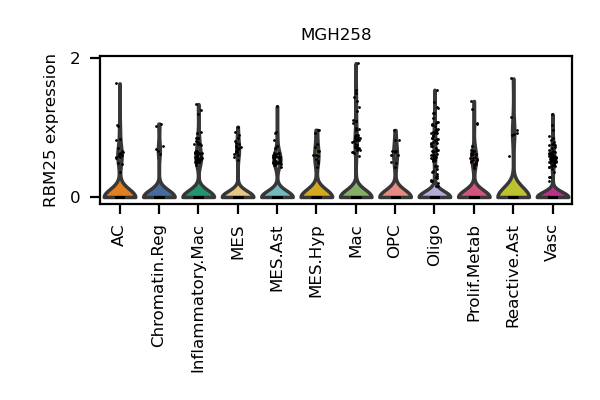 MGH258
RBM25 expression
2
0
AC
Chromatin.Reg
Inflammatory.Mac
MES
MES.Ast
MES.Hyp
Mac
OPC
Oligo
Prolif.Metab
Reactive.Ast
Vasc